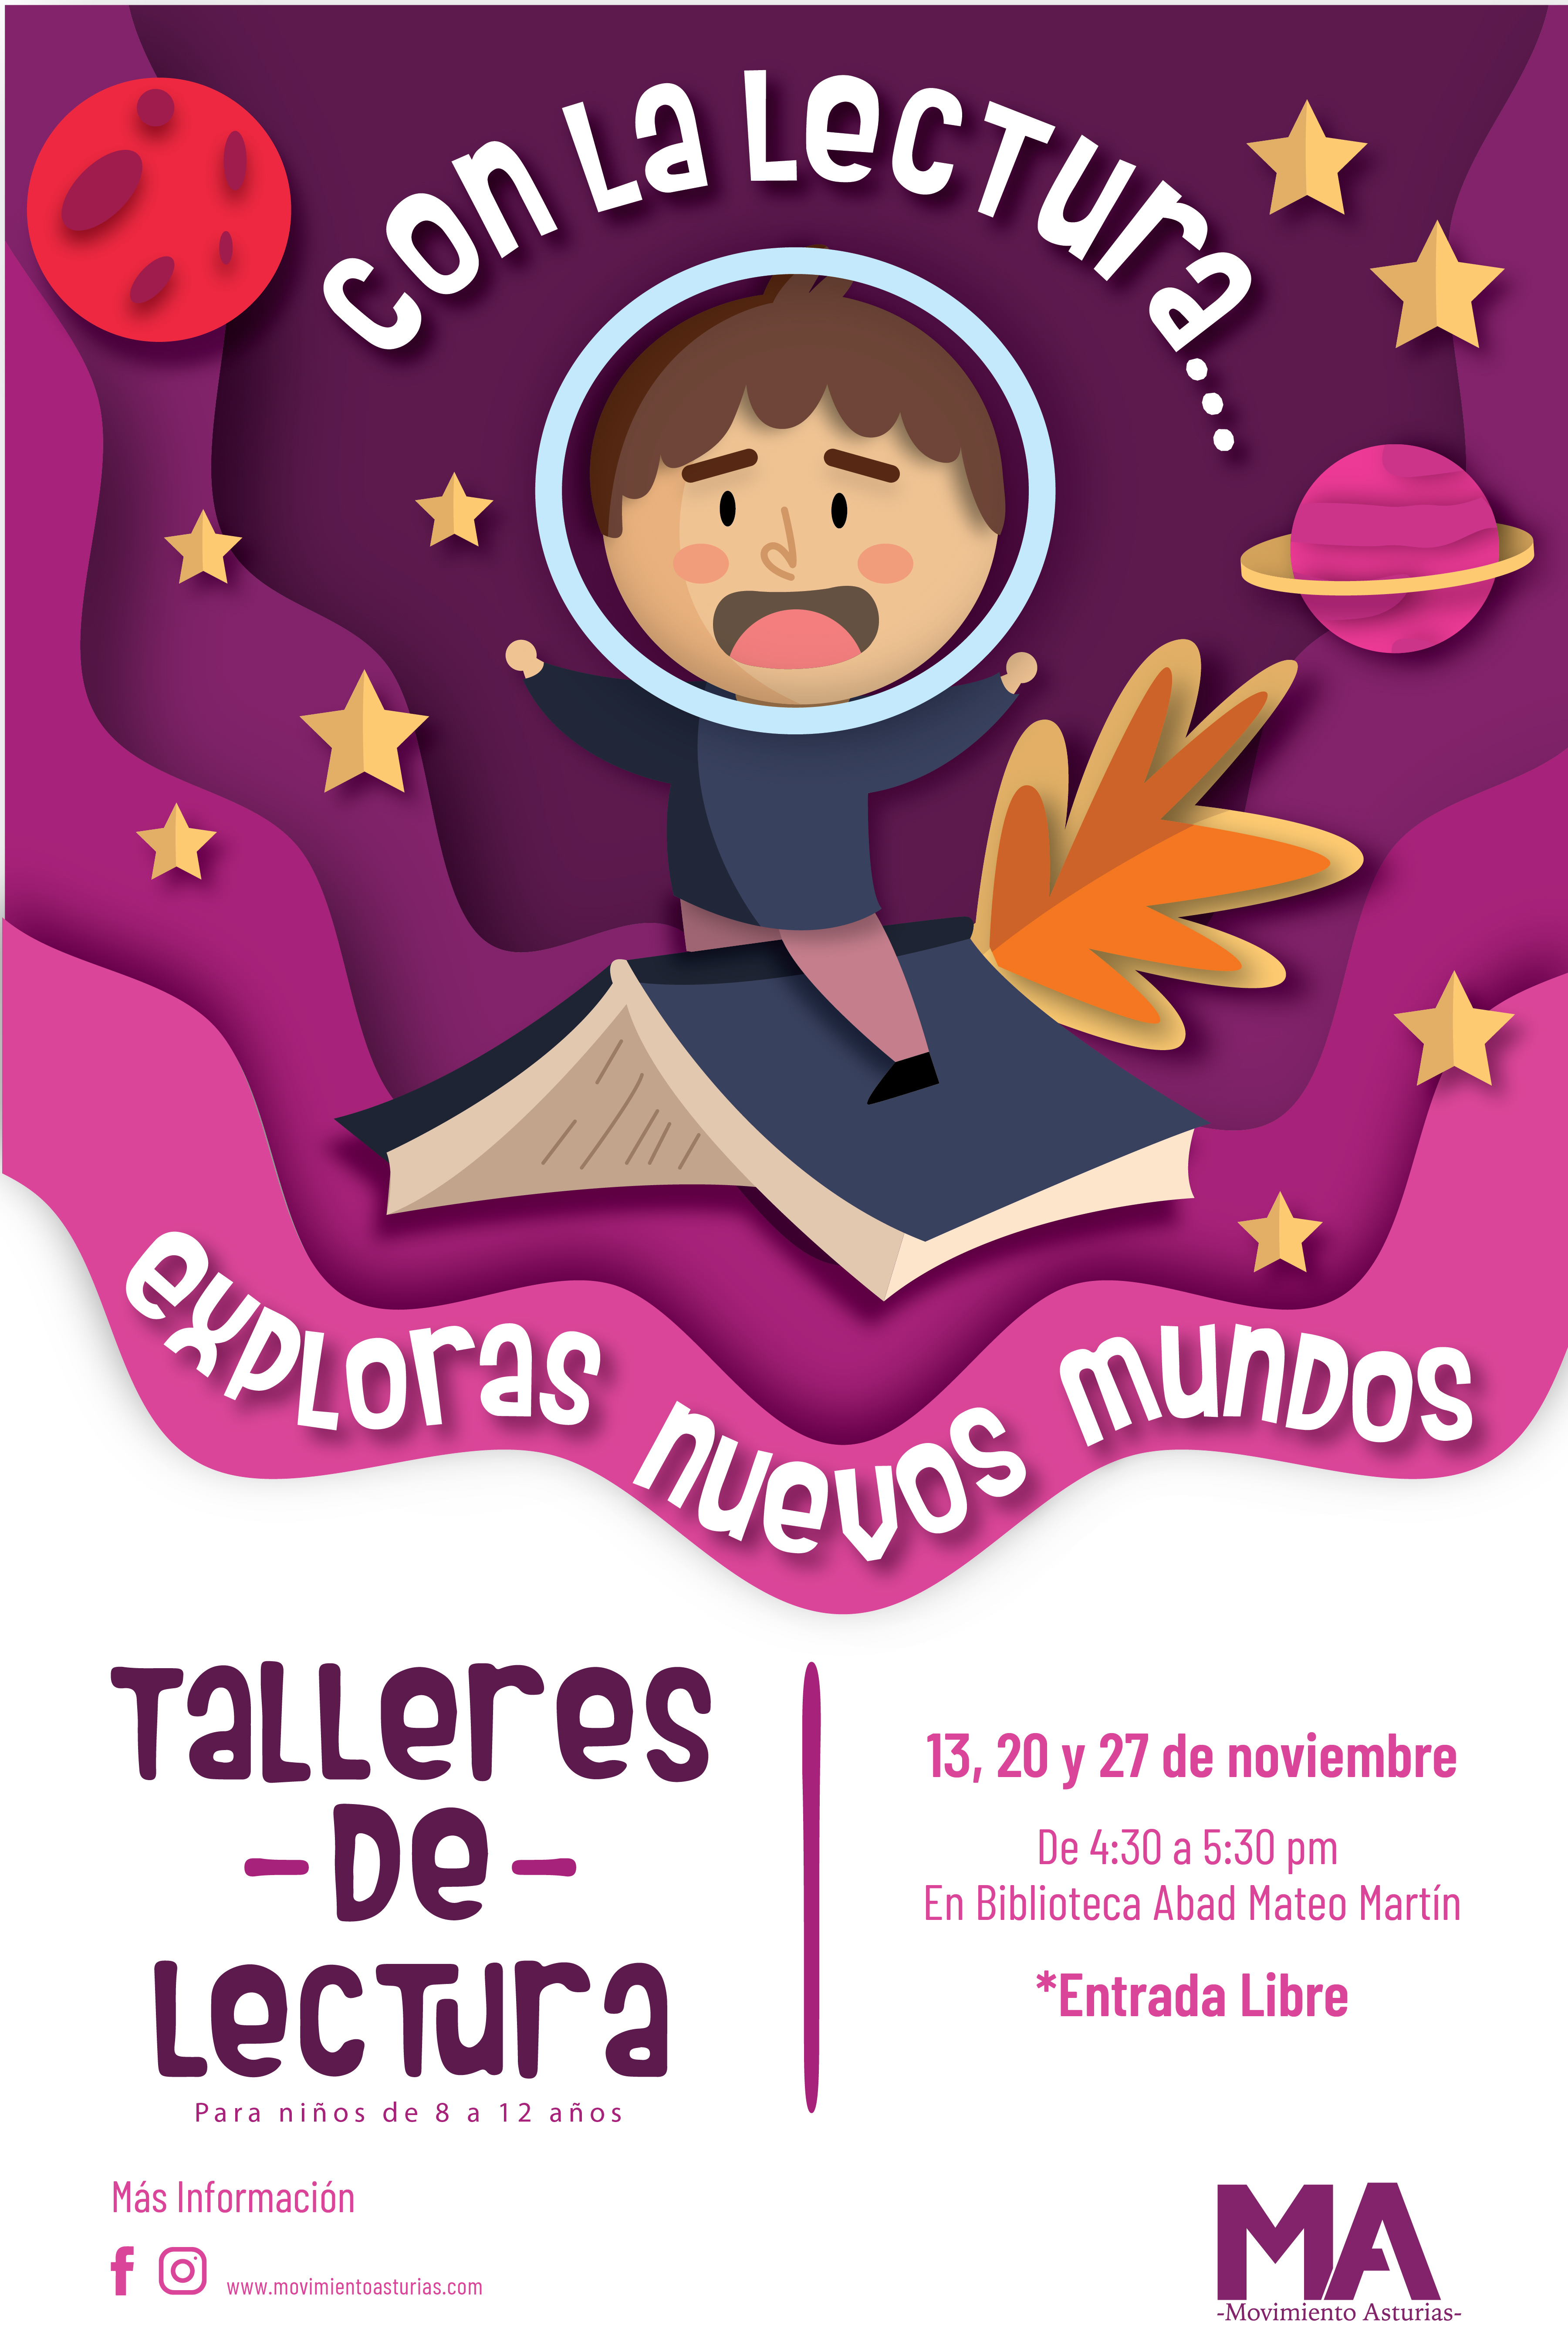 con La Lectura...
exploras nuevos mundos
Talleres
-De-
Lectura
Para niños de 8 a 12 años
13, 20 y 27 de noviembre
De 4:30 a 5:30 pm
En Biblioteca Abad Mateo Martín
*Entrada Libre
Más Información
www.movimientoasturias.com
MA
-Movimiento Asturias-